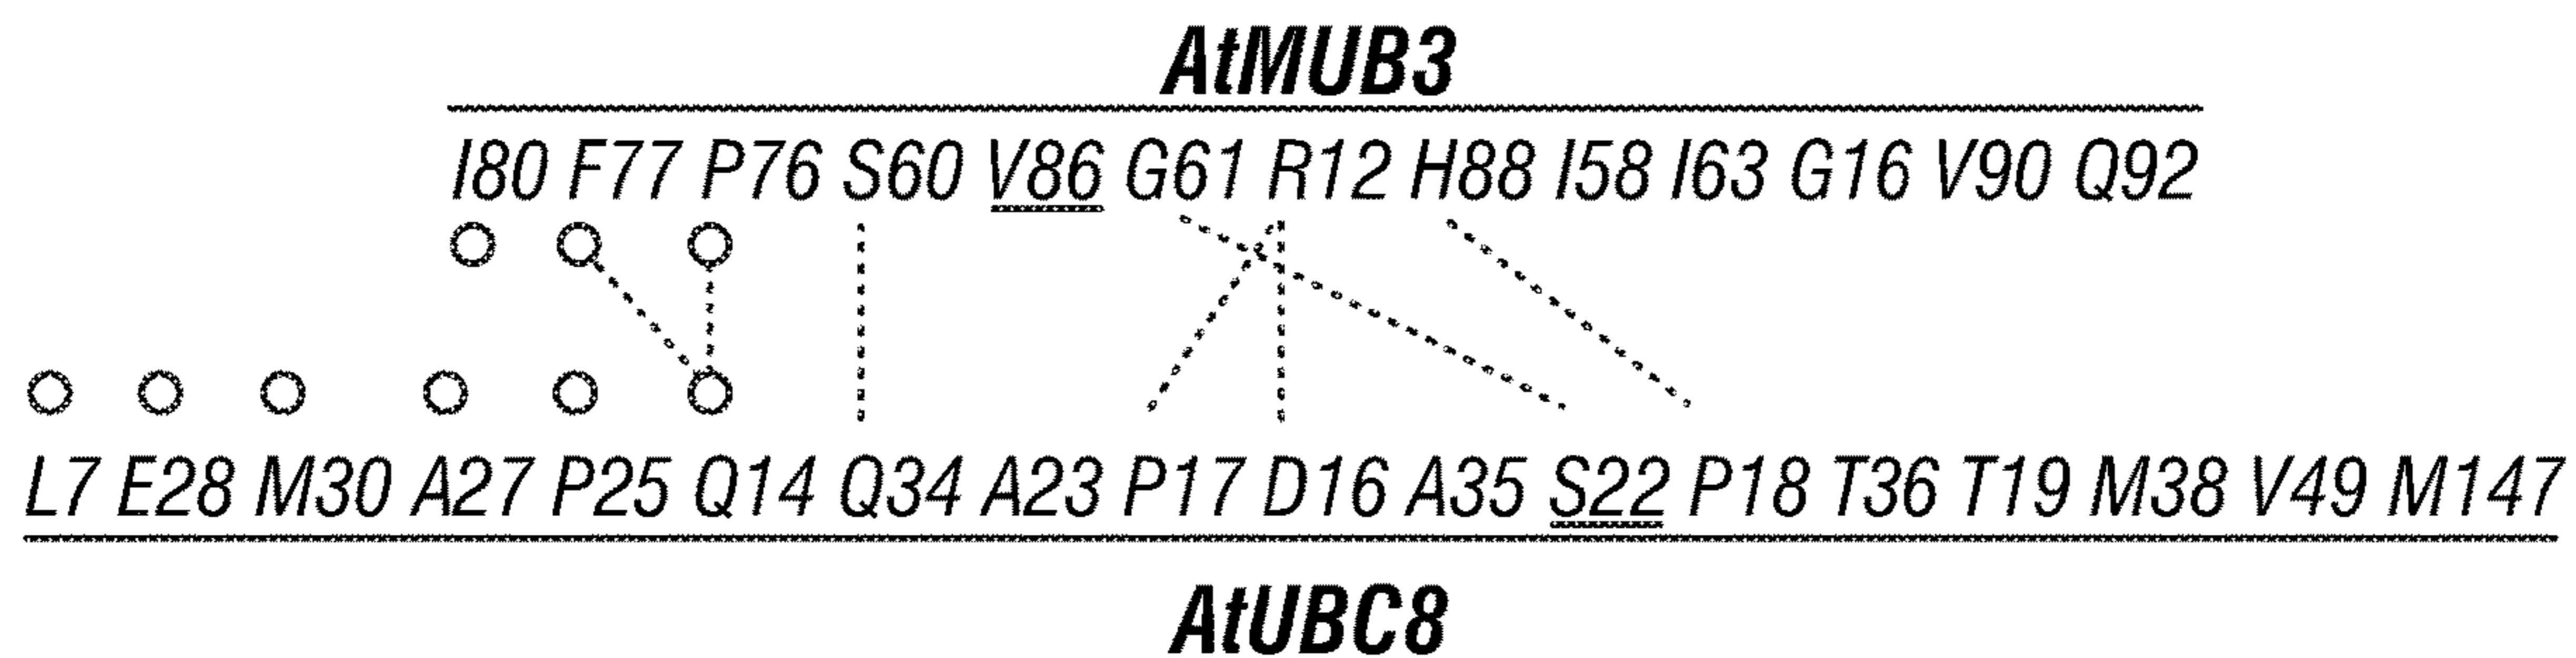 AtMUB3
I80 F77 P76 S60 V86 G61 R12 H88 I58 I63 G16 V90 Q92
L7 E28 M30 A27 P25 Q14 Q34 A23 P17 D16 A35 S22 P18 T36 T19 M38 V49 M147
AtUBC8